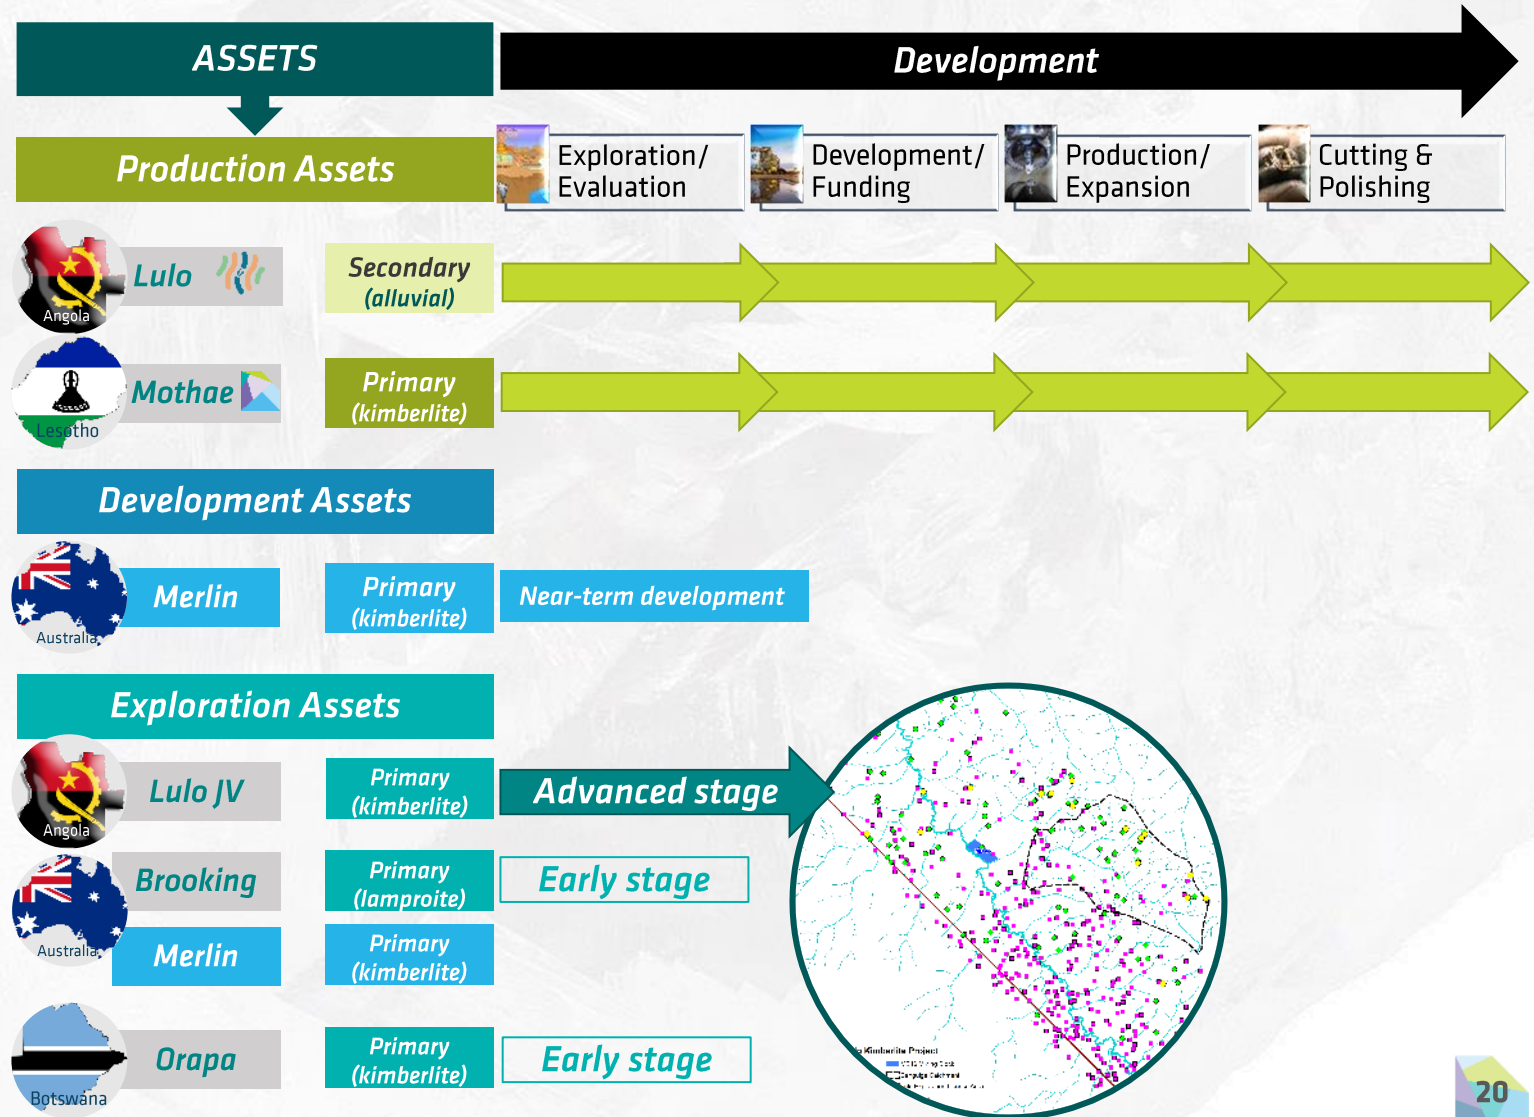 ASSETS
Development
Production Assets
Exploration/
Evaluation
Development/
Funding
Production/
Expansion
Cutting &
Polishing
Angola
Lulo
Secondary
(alluvial)
Lesotho
Mothae
Primary
(kimberlite)
Development Assets
Australia
Merlin
Primary
(kimberlite)
Near-term development
Exploration Assets
Angola
Lulo JV
Primary
(kimberlite)
Advanced stage
Australia
Brooking
Primary
(lamproite)
Early stage
Merlin
Primary
(kimberlite)
Botswana
Orapa
Primary
(kimberlite)
Early stage
Kimberlite Project
Catchment
20